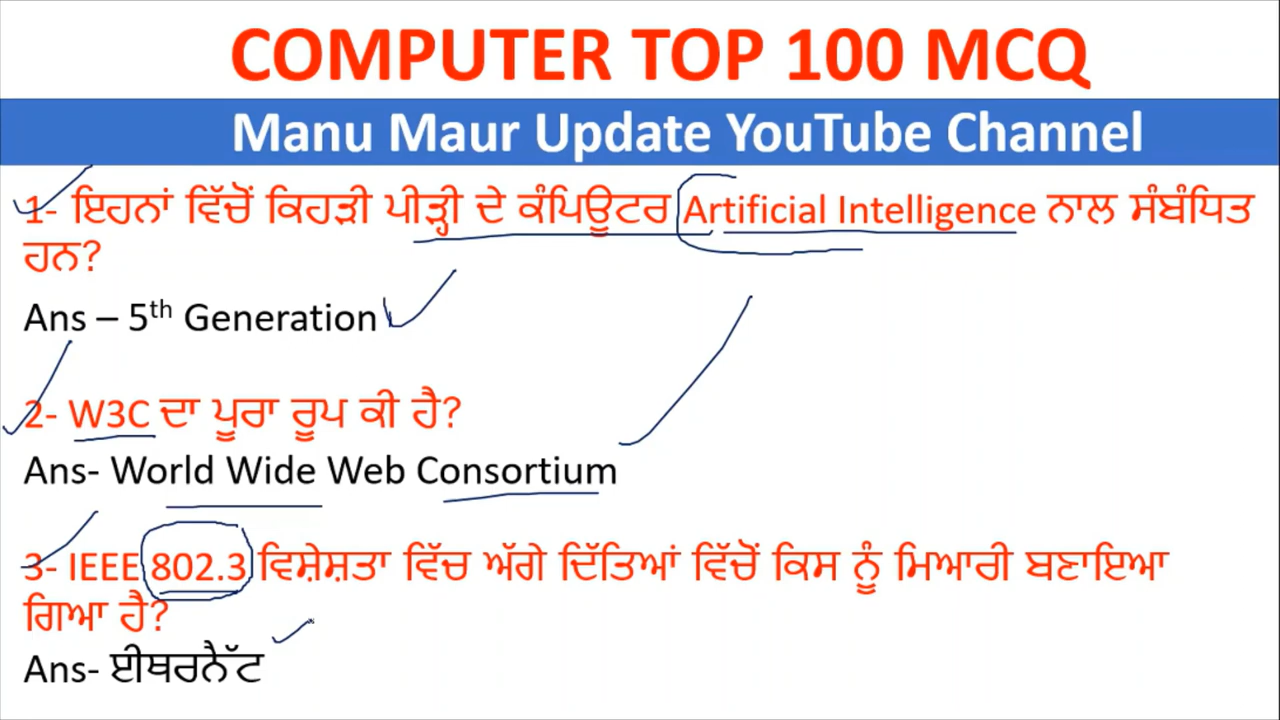 COMPUTER TOP 100 MCQ
Manu Maur Update YouTube Channel
1- ਇਹਨਾਂ ਵਿੱਚੋਂ ਕਿਹੜੀ ਪੀੜ੍ਹੀ ਦੇ ਕੰਪਿਊਟਰ Artificial Intelligence ਨਾਲ ਸੰਬੰਧਿਤ
ਹਨ?
Ans – 5th Generation
2- W3C ਦਾ ਪੂਰਾ ਰੂਪ ਕੀ ਹੈ?
Ans- World Wide Web Consortium
3- IEEE 802.3 ਵਿਸ਼ੇਸ਼ਤਾ ਵਿੱਚ ਅੱਗੇ ਦਿੱਤਿਆਂ ਵਿੱਚੋਂ ਕਿਸ ਨੂੰ ਮਿਆਰੀ ਬਣਾਇਆ
ਗਿਆ ਹੈ?
Ans- ਈਥਰਨੈੱਟ